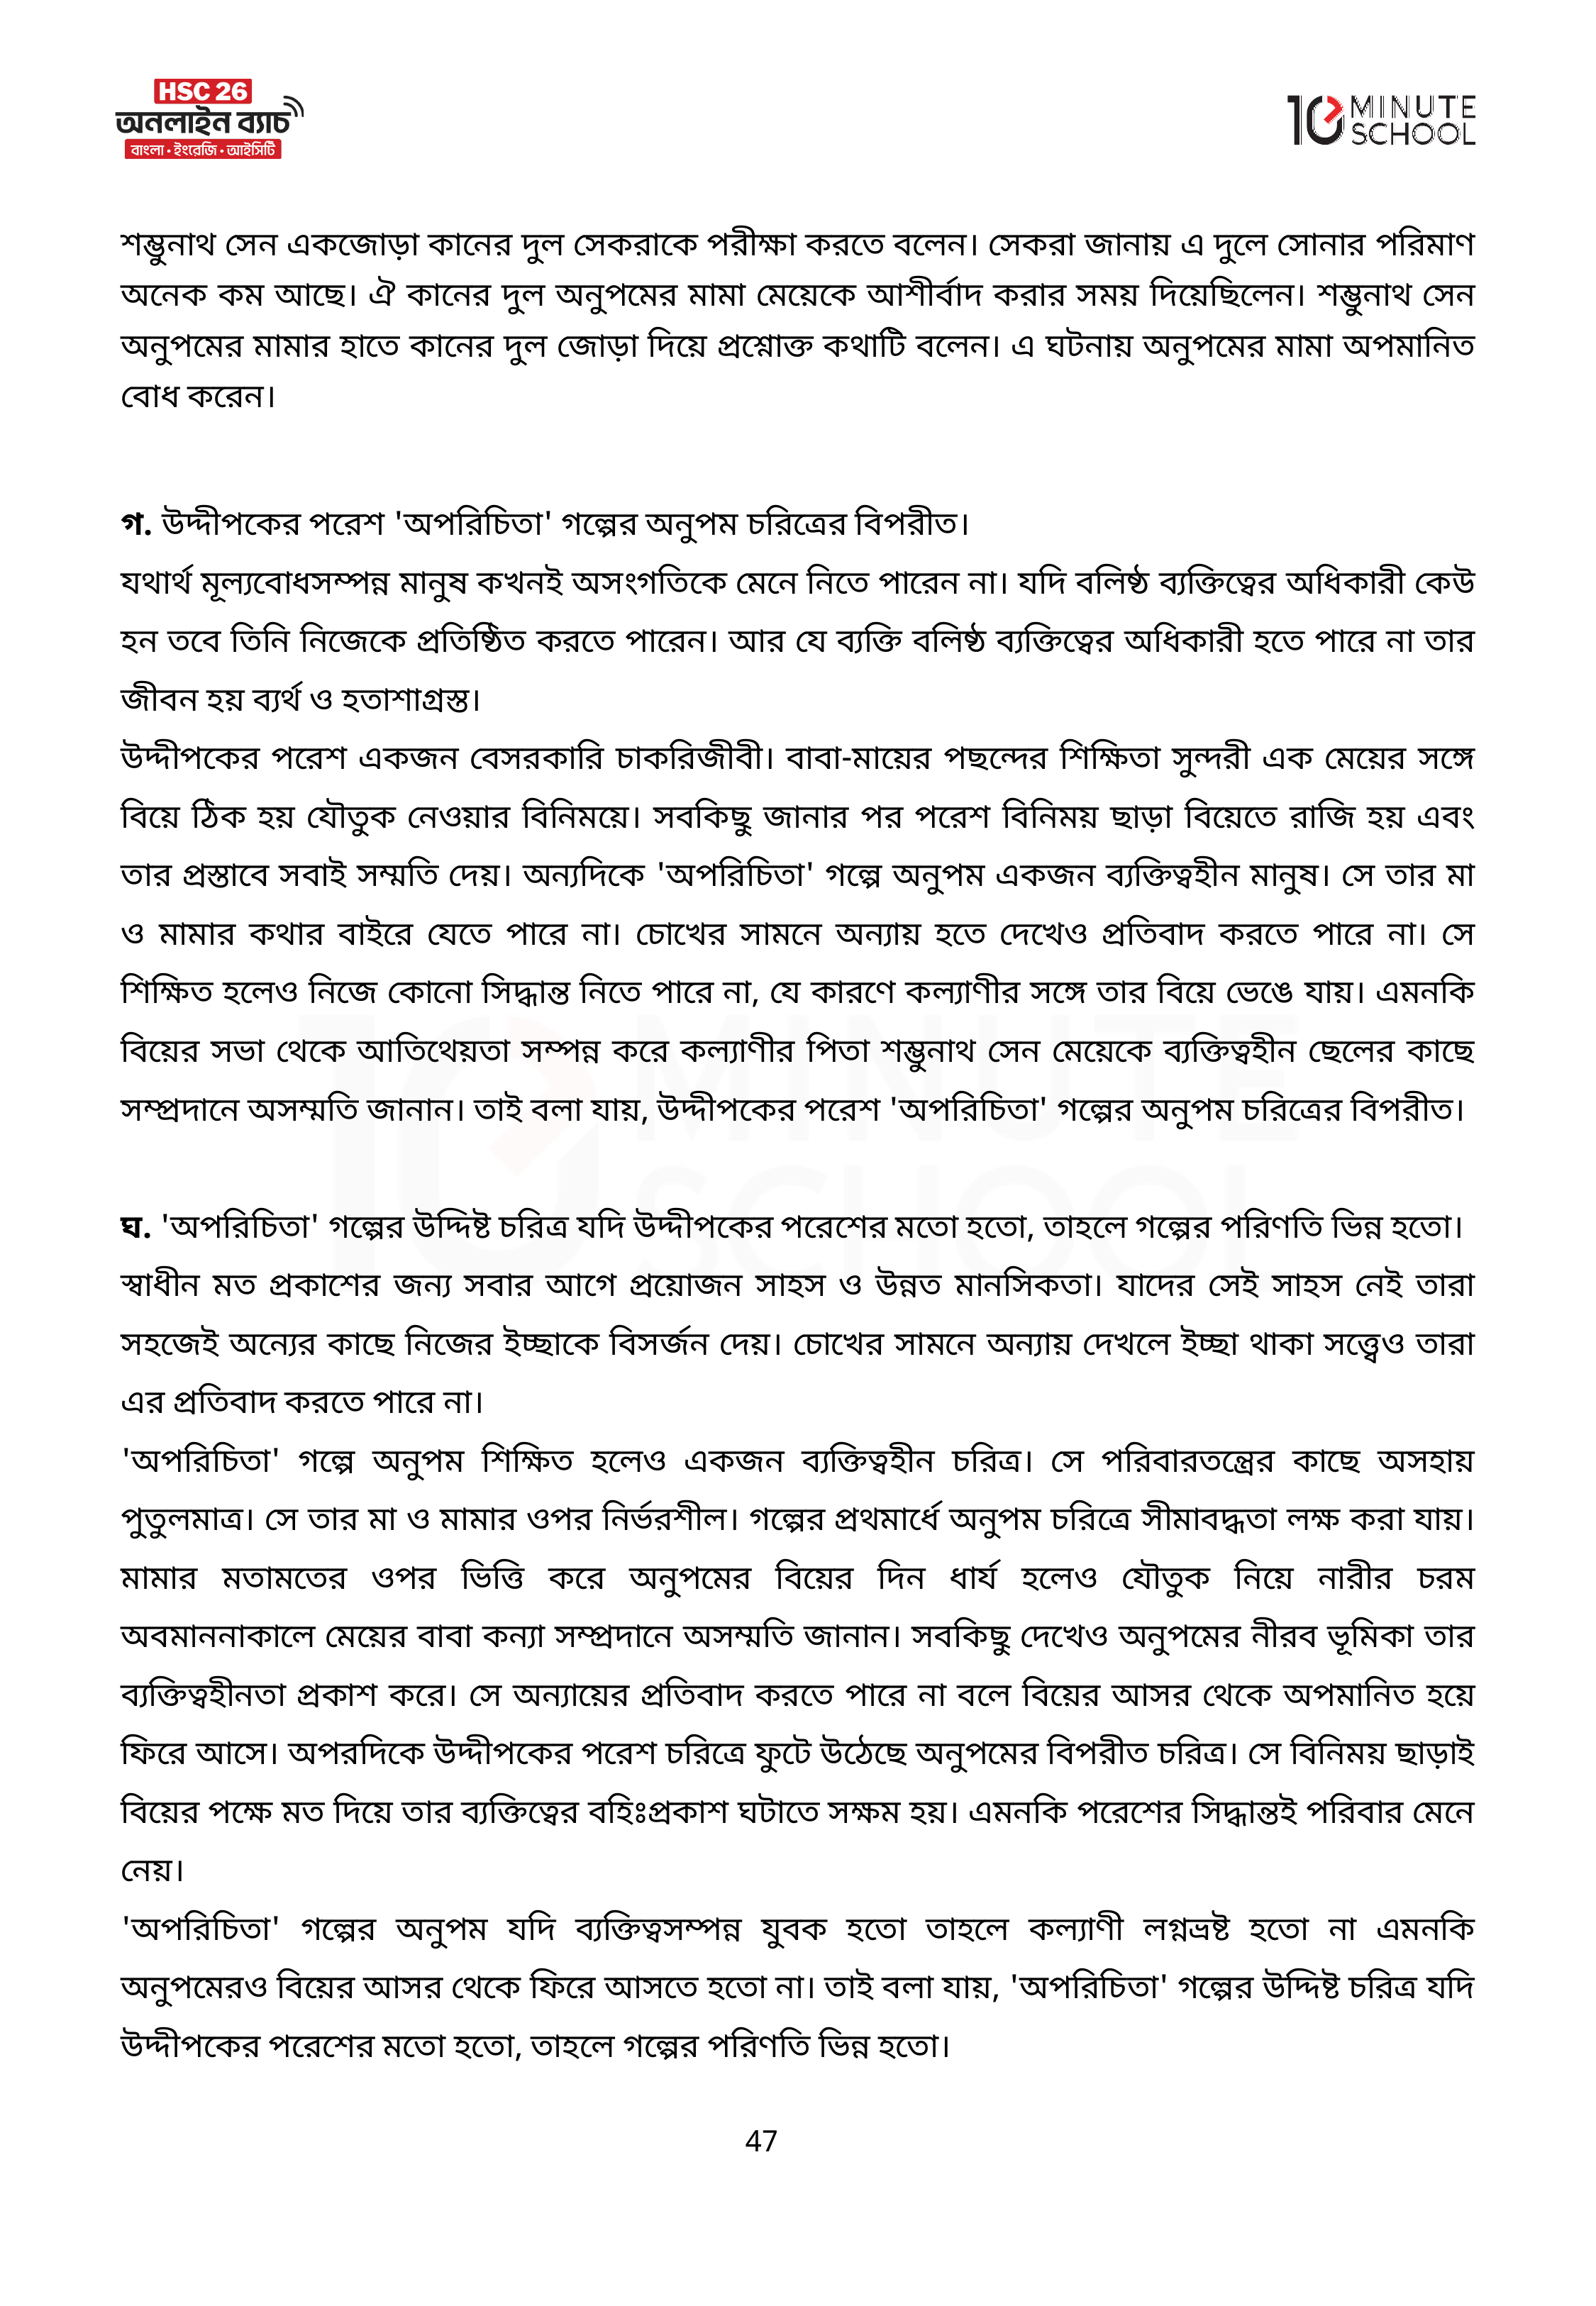 HSC 26
অনলাইন ব্যাচ
বাংলা • ইংরেজি • আইসিটি
10 MINUTE
SCHOOL
শম্ভুনাথ সেন একজোড়া কানের দুল সেকরাকে পরীক্ষা করতে বলেন। সেকরা জানায় এ দুলে সোনার পরিমাণ
অনেক কম আছে। ঐ কানের দুল অনুপমের মামা মেয়েকে আশীর্বাদ করার সময় দিয়েছিলেন। শম্ভুনাথ সেন
অনুপমের মামার হাতে কানের দুল জোড়া দিয়ে প্রশ্নোক্ত কথাটি বলেন। এ ঘটনায় অনুপমের মামা অপমানিত
বোধ করেন।
গ. উদ্দীপকের পরেশ 'অপরিচিতা' গল্পের অনুপম চরিত্রের বিপরীত।
যথার্থ মূল্যবোধসম্পন্ন মানুষ কখনই অসংগতিকে মেনে নিতে পারেন না। যদি বলিষ্ঠ ব্যক্তিত্বের অধিকারী কেউ
হন তবে তিনি নিজেকে প্রতিষ্ঠিত করতে পারেন। আর যে ব্যক্তি বলিষ্ঠ ব্যক্তিত্বের অধিকারী হতে পারে না তার
জীবন হয় ব্যর্থ ও হতাশাগ্রস্ত।
উদ্দীপকের পরেশ একজন বেসরকারি চাকরিজীবী। বাবা-মায়ের পছন্দের শিক্ষিতা সুন্দরী এক মেয়ের সঙ্গে
বিয়ে ঠিক হয় যৌতুক নেওয়ার বিনিময়ে। সবকিছু জানার পর পরেশ বিনিময় ছাড়া বিয়েতে রাজি হয় এবং
তার প্রস্তাবে সবাই সম্মতি দেয়। অন্যদিকে 'অপরিচিতা' গল্পে অনুপম একজন ব্যক্তিত্বহীন মানুষ। সে তার মা
ও মামার কথার বাইরে যেতে পারে না। চোখের সামনে অন্যায় হতে দেখেও প্রতিবাদ করতে পারে না। সে
শিক্ষিত হলেও নিজে কোনো সিদ্ধান্ত নিতে পারে না, যে কারণে কল্যাণীর সঙ্গে তার বিয়ে ভেঙে যায়। এমনকি
বিয়ের সভা থেকে আতিথেয়তা সম্পন্ন করে কল্যাণীর পিতা শম্ভুনাথ সেন মেয়েকে ব্যক্তিত্বহীন ছেলের কাছে
সম্প্রদানে অসম্মতি জানান। তাই বলা যায়, উদ্দীপকের পরেশ 'অপরিচিতা' গল্পের অনুপম চরিত্রের বিপরীত।
ঘ. 'অপরিচিতা' গল্পের উদ্দিষ্ট চরিত্র যদি উদ্দীপকের পরেশের মতো হতো, তাহলে গল্পের পরিণতি ভিন্ন হতো।
স্বাধীন মত প্রকাশের জন্য সবার আগে প্রয়োজন সাহস ও উন্নত মানসিকতা। যাদের সেই সাহস নেই তারা
সহজেই অন্যের কাছে নিজের ইচ্ছাকে বিসর্জন দেয়। চোখের সামনে অন্যায় দেখলে ইচ্ছা থাকা সত্ত্বেও তারা
এর প্রতিবাদ করতে পারে না।
'অপরিচিতা' গল্পে অনুপম শিক্ষিত হলেও একজন ব্যক্তিত্বহীন চরিত্র। সে পরিবারতন্ত্রের কাছে অসহায়
পুতুলমাত্র। সে তার মা ও মামার ওপর নির্ভরশীল। গল্পের প্রথমার্ধে অনুপম চরিত্রে সীমাবদ্ধতা লক্ষ করা যায়।
মামার মতামতের ওপর ভিত্তি করে অনুপমের বিয়ের দিন ধার্য হলেও যৌতুক নিয়ে নারীর চরম
অবমাননাকালে মেয়ের বাবা কন্যা সম্প্রদানে অসম্মতি জানান। সবকিছু দেখেও অনুপমের নীরব ভূমিকা তার
ব্যক্তিত্বহীনতা প্রকাশ করে। সে অন্যায়ের প্রতিবাদ করতে পারে না বলে বিয়ের আসর থেকে অপমানিত হয়ে
ফিরে আসে। অপরদিকে উদ্দীপকের পরেশ চরিত্রে ফুটে উঠেছে অনুপমের বিপরীত চরিত্র। সে বিনিময় ছাড়াই
বিয়ের পক্ষে মত দিয়ে তার ব্যক্তিত্বের বহিঃপ্রকাশ ঘটাতে সক্ষম হয়। এমনকি পরেশের সিদ্ধান্তই পরিবার মেনে
নেয়।
'অপরিচিতা' গল্পের অনুপম যদি ব্যক্তিত্বসম্পন্ন যুবক হতো তাহলে কল্যাণী লগ্নভ্রষ্ট হতো না এমনকি
অনুপমেরও বিয়ের আসর থেকে ফিরে আসতে হতো না। তাই বলা যায়, 'অপরিচিতা' গল্পের উদ্দিষ্ট চরিত্র যদি
উদ্দীপকের পরেশের মতো হতো, তাহলে গল্পের পরিণতি ভিন্ন হতো।
47